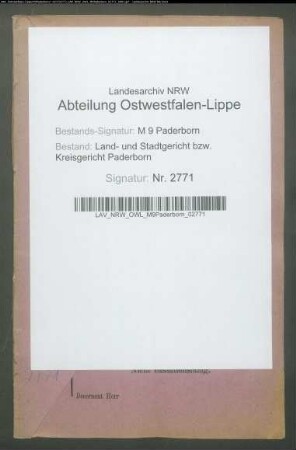 Landesarchiv NRW
Abteilung Ostwestfalen-Lippe
Bestands-Signatur: M 9 Paderborn
Bestand: Land- und Stadtgericht bzw.
Kreisgericht Paderborn
Signatur: Nr. 2771
LAV_NRW_OWL_M9Paderborn_02771